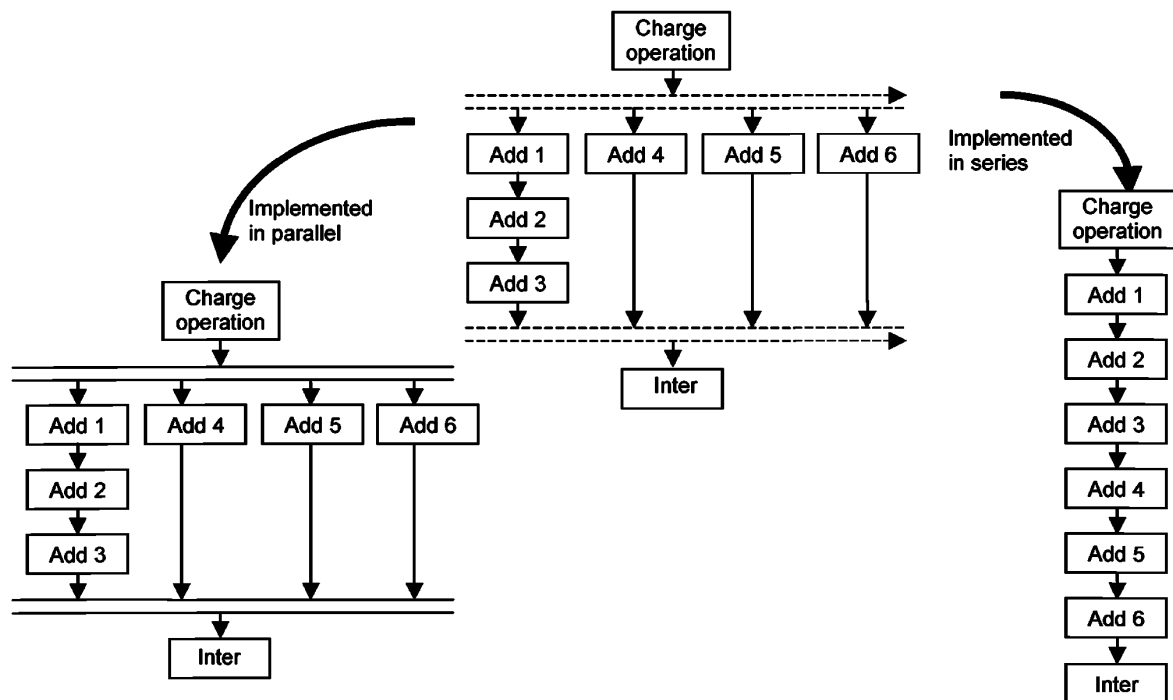 Charge
operation
Add 1
Add 4
Add 5
Add 6
Add 2
Add 3
Inter
Implemented
in parallel
Charge
operation
Add 1
Add 4
Add 5
Add 6
Add 2
Add 3
Inter
Implemented
in series
Charge
operation
Add 1
Add 2
Add 3
Add 4
Add 5
Add 6
Inter